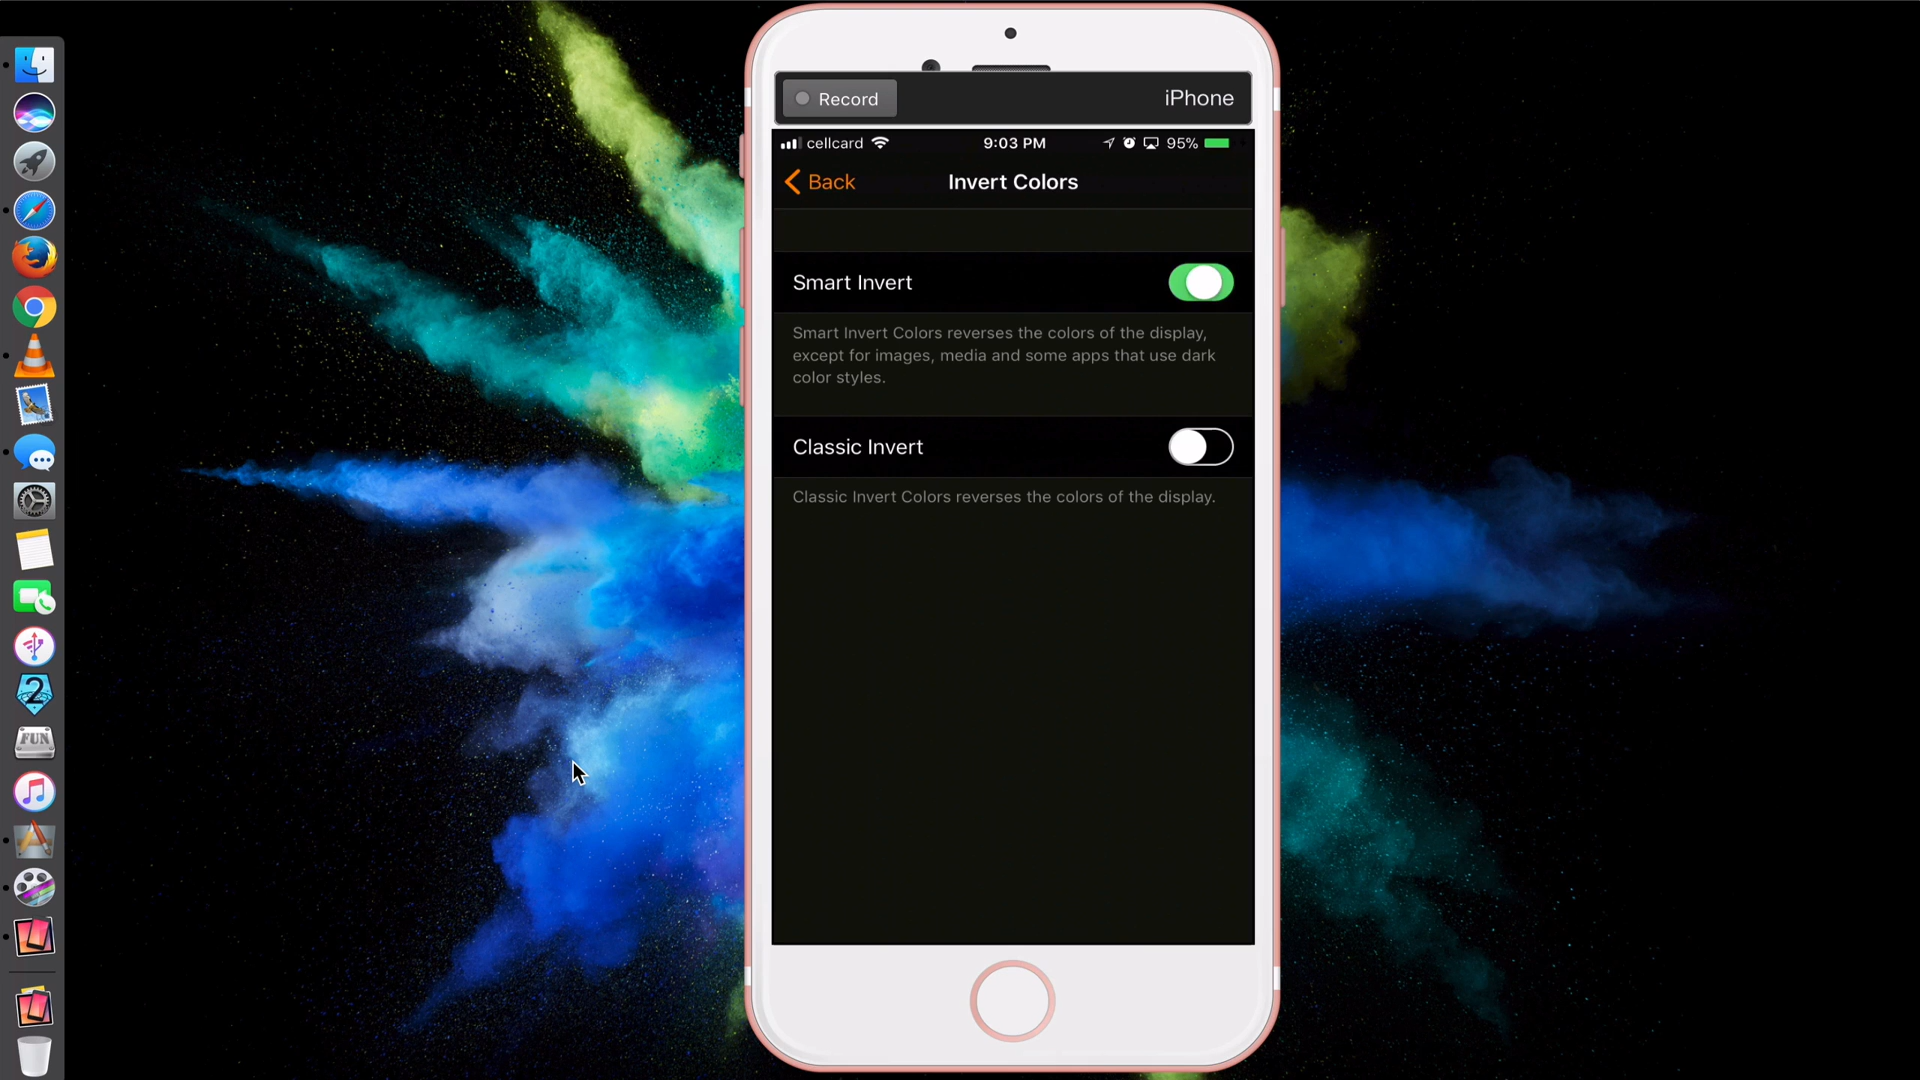 Record
iPhone
cellcard 9:03 PM 95%
Back Invert Colors
Smart Invert
Smart Invert Colors reverses the colors of the display,
except for images, media and some apps that use dark
color styles.
Classic Invert
Classic Invert Colors reverses the colors of the display.
2
FUN